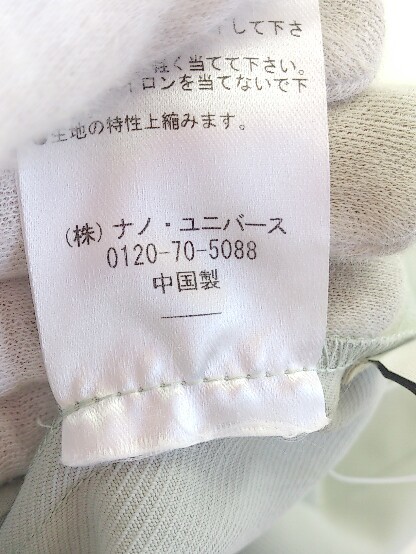 して下さ
く当てて下さい。
ロンを当てないで下
生地の特性上縮みます。
(株)ナノ・ユニバース
0120-70-5088
中国製